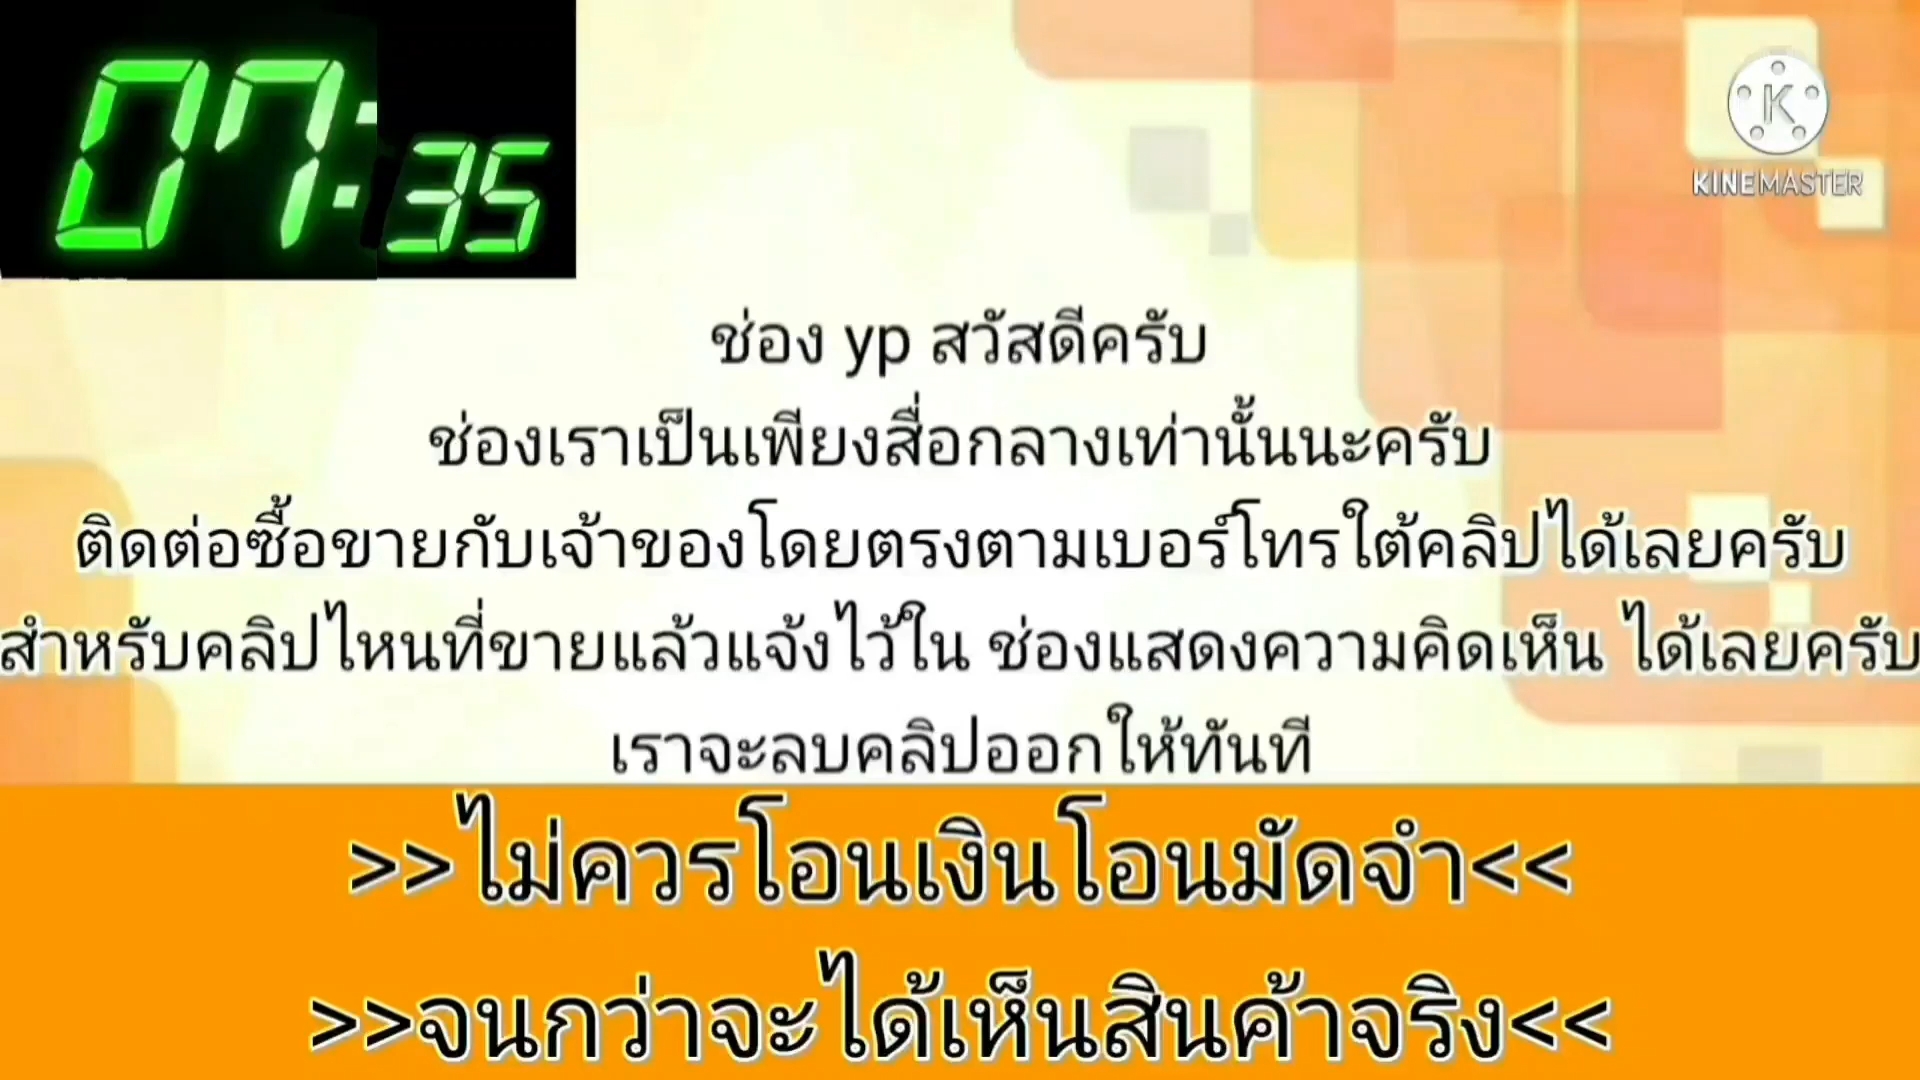 07:35
KINEMASTER
ช่อง yp สวัสดีครับ
ช่องเราเป็นเพียงสื่อกลางเท่านั้นนะครับ
ติดต่อซื้อขายกับเจ้าของโดยตรงตามเบอร์โทรใต้คลิปได้เลยครับ
สำหรับคลิปไหนที่ขายแล้วแจ้งไว้ใน ช่องแสดงความคิดเห็น ได้เลยครับ
เราจะลบคลิปออกให้ทันที
>>ไม่ควรโอนเงินโอนมัดจำ<<
>>จนกว่าจะได้เห็นสินค้าจริง<<